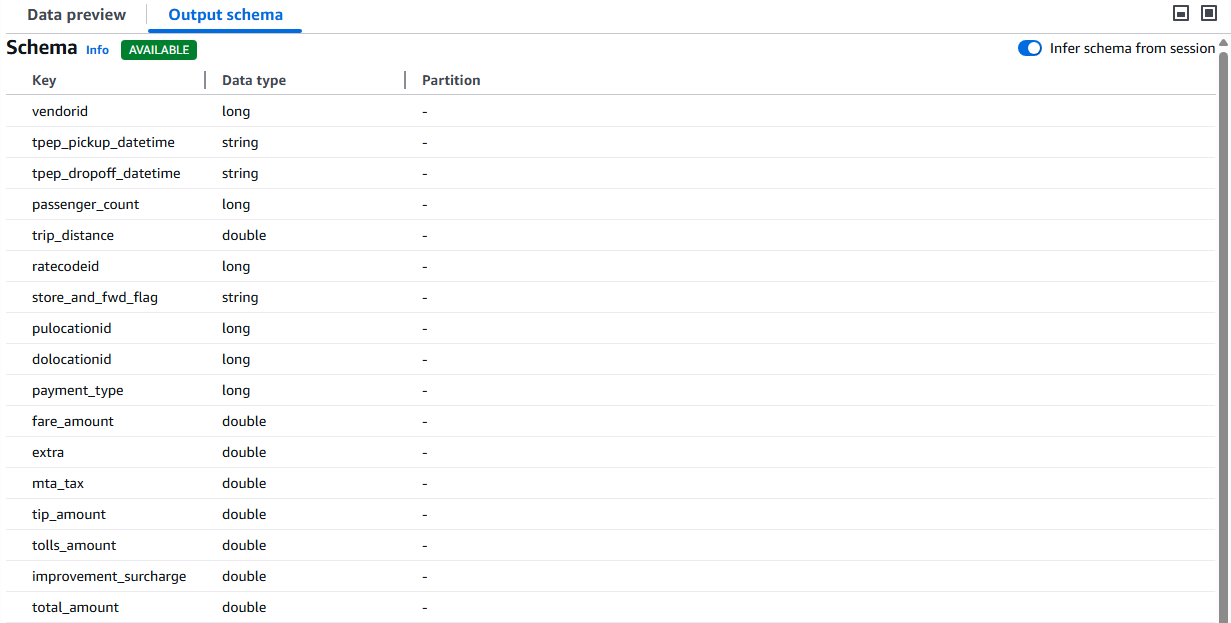 Data preview Output schema
Schema Info AVAILABLE Infer schema from session
Key Data type Partition
vendorid long -
tpep_pickup_datetime string -
tpep_dropoff_datetime string -
passenger_count long -
trip_distance double -
ratecodeid long -
store_and_fwd_flag string -
pulocationid long -
dolocationid long -
payment_type long -
fare_amount double -
extra double -
mta_tax double -
tip_amount double -
tolls_amount double -
improvement_surcharge double -
total_amount double -